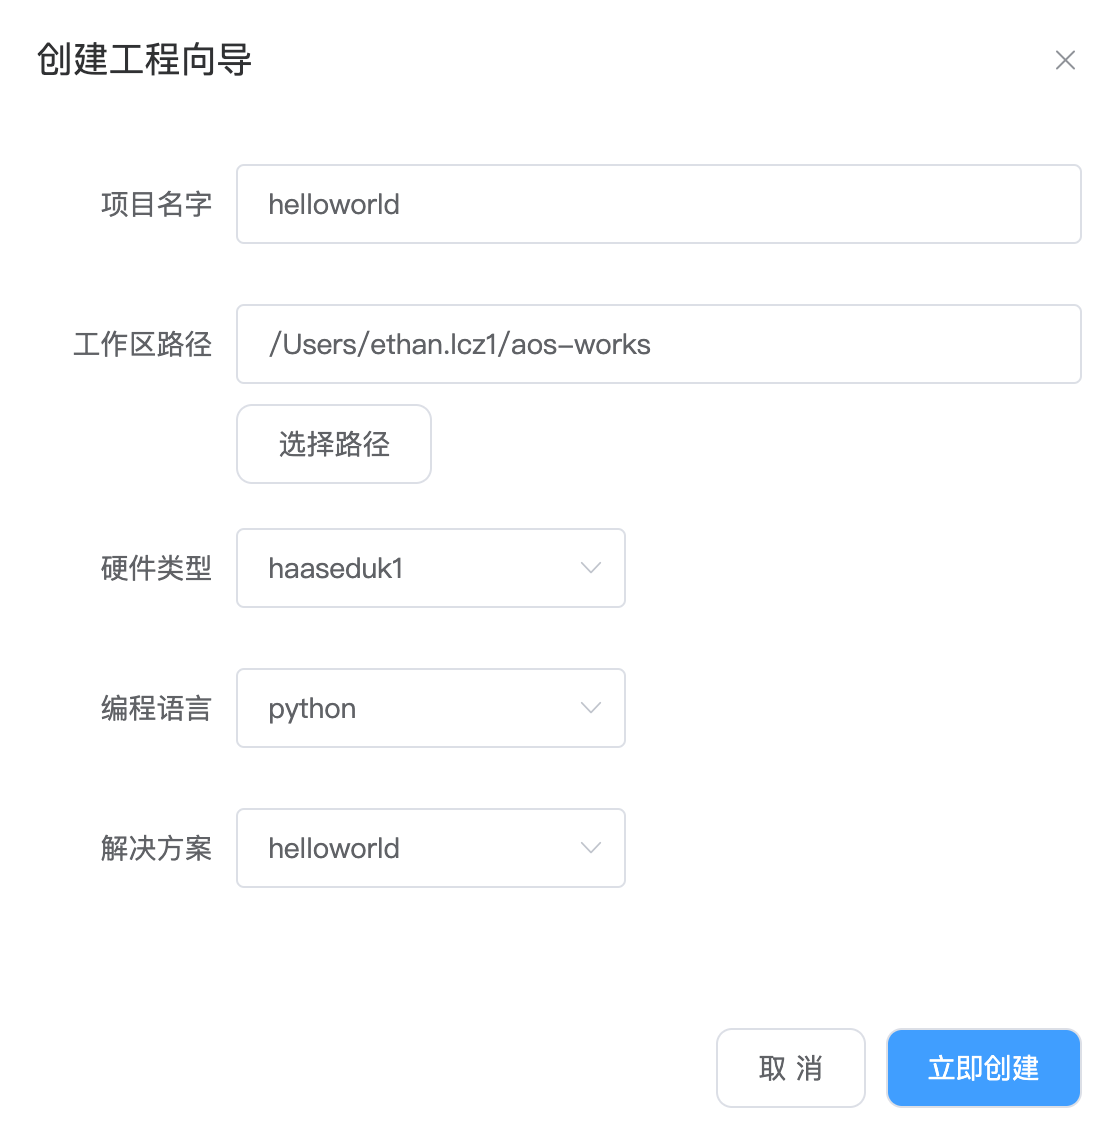 创建工程向导
项目名字 helloworld
工作区路径 /Users/ethan.lcz1/aos-works
选择路径
硬件类型 haaseduk1
编程语言 python
解决方案 helloworld
取 消 立即创建